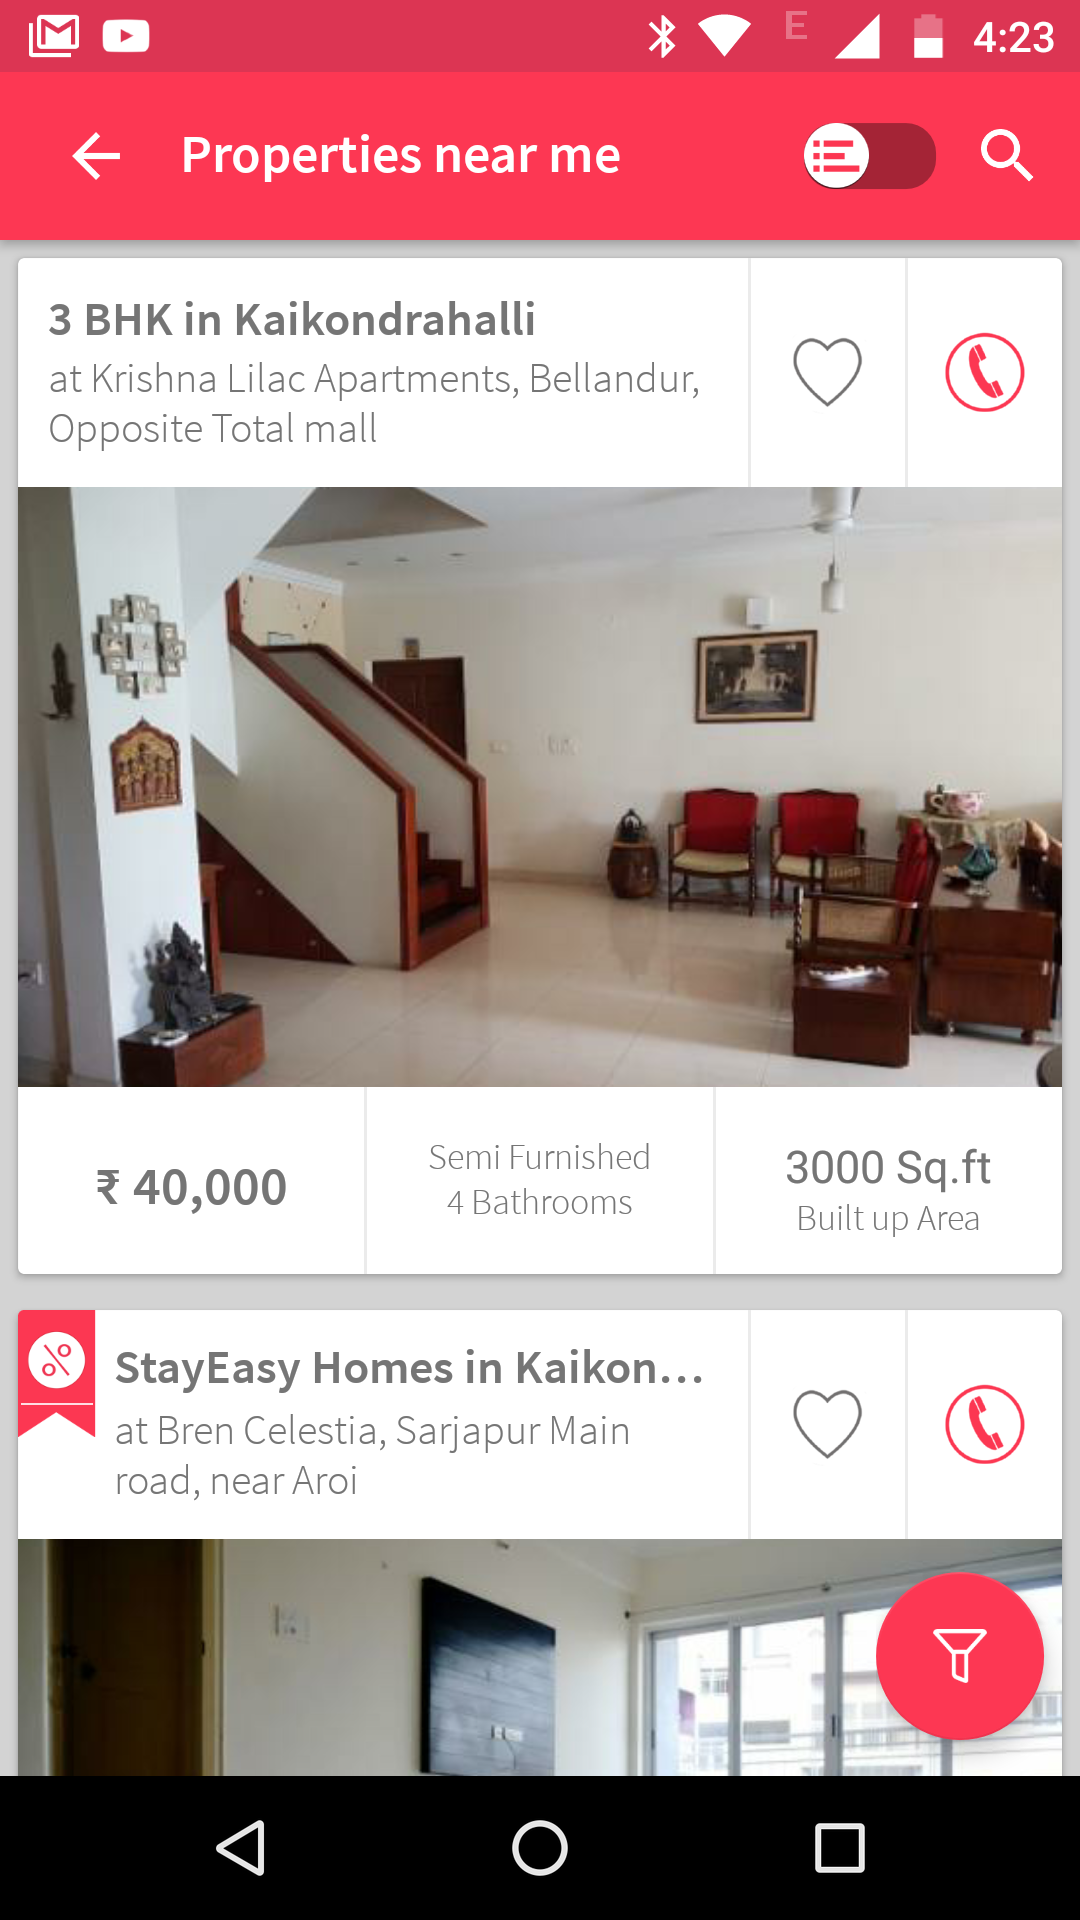 E 4:23
Properties near me
3 BHK in Kaikondrahalli
at Krishna Lilac Apartments, Bellandur,
Opposite Total mall
₹ 40,000
Semi Furnished
4 Bathrooms
3000 Sq.ft
Built up Area
StayEasy Homes in Kaikon...
at Bren Celestia, Sarjapur Main
road, near Aroi